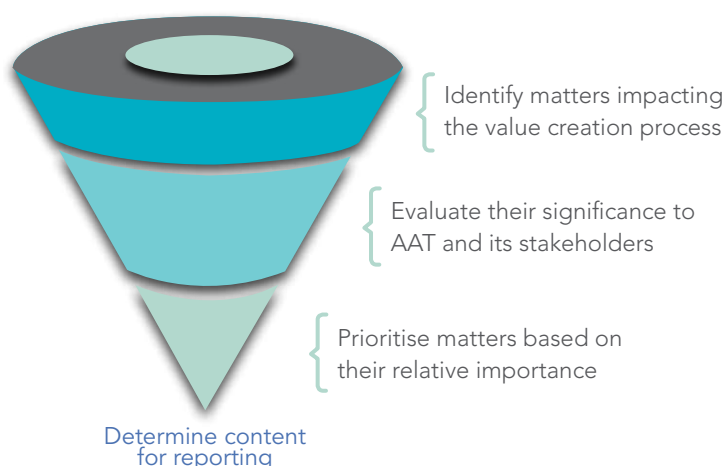 Identify matters impacting
the value creation process
Evaluate their significance to
AAT and its stakeholders
Prioritise matters based on
their relative importance
Determine content
for reporting